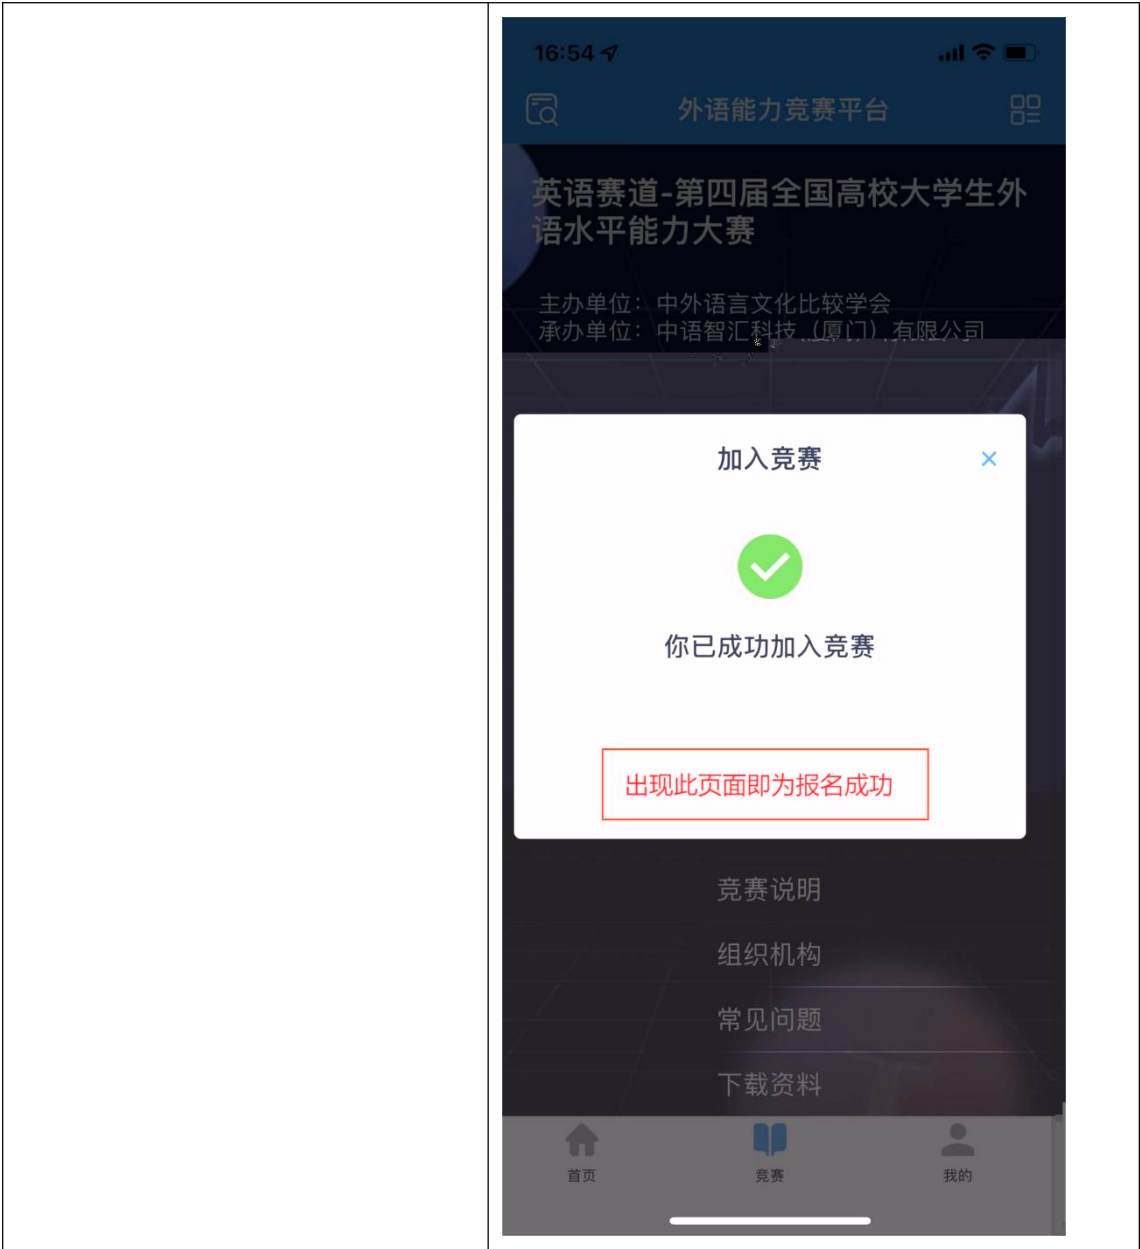 16:54
外语能力竞赛平台
英语赛道-第四届全国高校大学生外
语水平能力大赛
主办单位：中外语言文化比较学会
承办单位：中语智汇科技（厦门）有限公司
加入竞赛
你已成功加入竞赛
出现此页面即为报名成功
竞赛说明
组织机构
常见问题
下载资料
首页
竞赛
我的